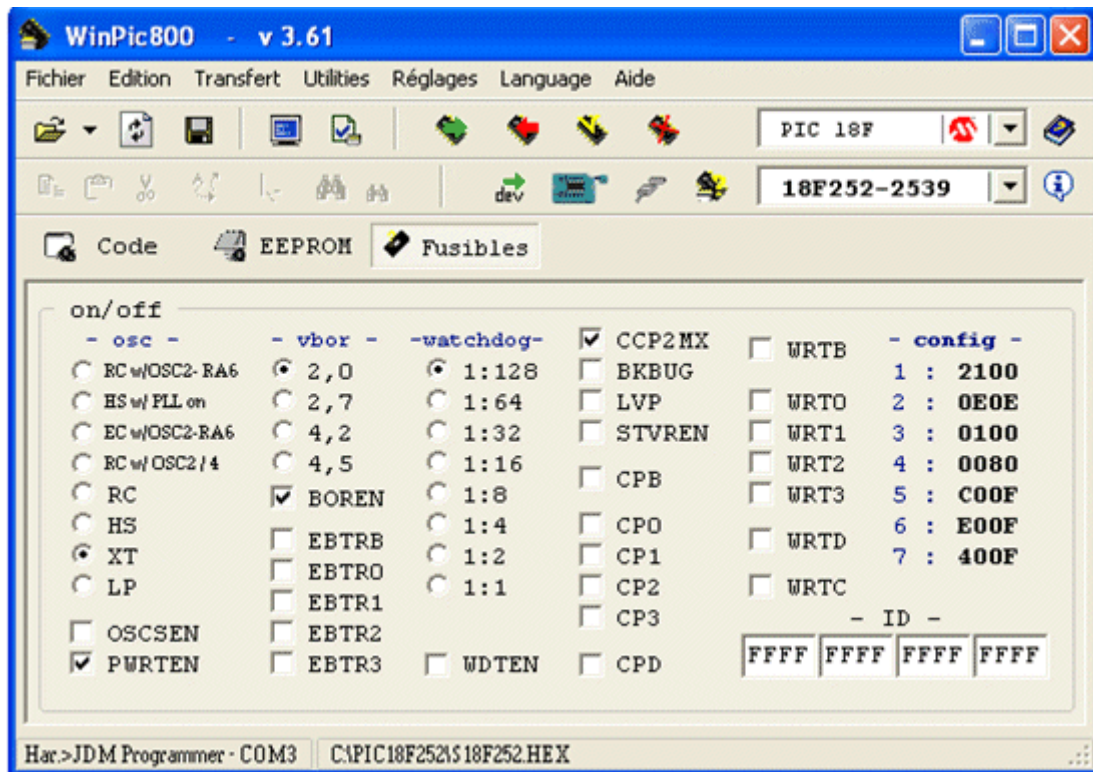 WinPic800 - v 3.61
Fichier Edition Transfert Utilities Réglages Language Aide
PIC 18F
dev
18F252-2539
Code EEPROM Fusibles
on/off
- osc -
RC w/OSC2- RA6
HS w/ PLL on
EC w/OSC2-RA6
RC w/ OSC2 / 4
RC
HS
XT
LP
OSCSEN
PWRTEN
- vbor -
2,0
2,7
4,2
4,5
BOREN
EBTRB
EBTR0
EBTR1
EBTR2
EBTR3
-watchdog-
1:128
1:64
1:32
1:16
1:8
1:4
1:2
1:1
WDTEN
CCP2MX
BKBUG
LVP
STVREN
CPB
CP0
CP1
CP2
CP3
CPD
WRTB
WRT0
WRT1
WRT2
WRT3
WRTD
WRTC
- config -
1 : 2100
2 : 0E0E
3 : 0100
4 : 0080
5 : C00F
6 : E00F
7 : 400F
- ID -
FFFF FFFF FFFF FFFF
Har.>JDM Programmer - COM3 C:\PIC18F252\S18F252.HEX